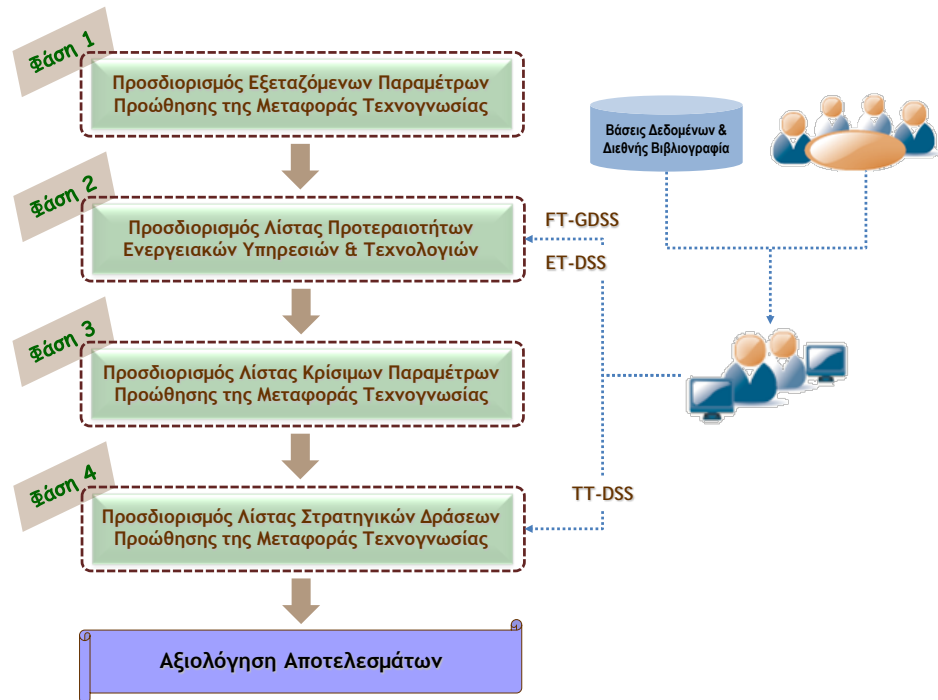 Φάση 1
Προσδιορισμός Εξεταζόμενων Παραμέτρων
Προώθησης της Μεταφοράς Τεχνογνωσίας
Βάσεις Δεδομένων &
Διεθνής Βιβλιογραφία
Φάση 2
Προσδιορισμός Λίστας Προτεραιοτήτων
Ενεργειακών Υπηρεσιών & Τεχνολογιών
FT-GDSS
ET-DSS
Φάση 3
Προσδιορισμός Λίστας Κρίσιμων Παραμέτρων
Προώθησης της Μεταφοράς Τεχνογνωσίας
Φάση 4
Προσδιορισμός Λίστας Στρατηγικών Δράσεων
Προώθησης της Μεταφοράς Τεχνογνωσίας
TT-DSS
Αξιολόγηση Αποτελεσμάτων